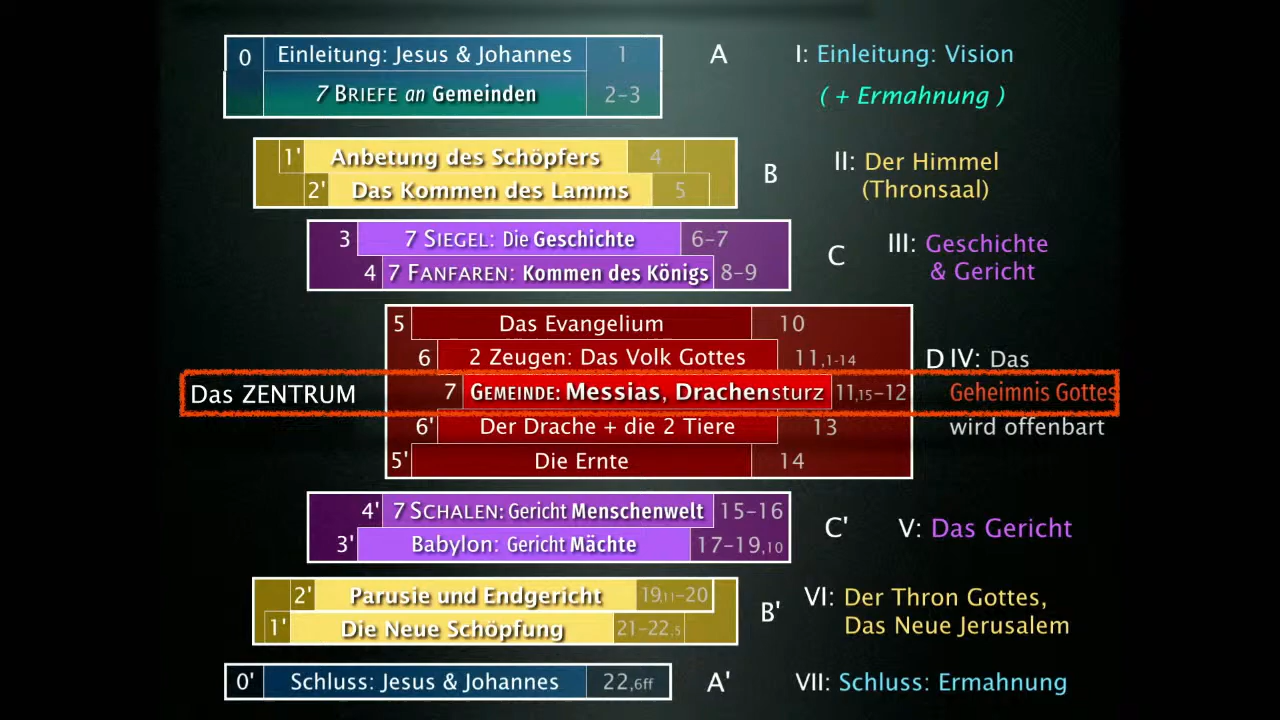 0 Einleitung: Jesus & Johannes 1 A I: Einleitung: Vision
7 BRIEFE an Gemeinden 2–3 ( + Ermahnung )
1' Anbetung des Schöpfers 4 B II: Der Himmel
2' Das Kommen des Lamms 5 (Thronsaal)
3 7 SIEGEL: Die Geschichte 6–7 C III: Geschichte
4 7 FANFAREN: Kommen des Königs 8–9 & Gericht
5 Das Evangelium 10
6 2 Zeugen: Das Volk Gottes 11,1-14 D IV: Das
Das ZENTRUM 7 GEMEINDE: Messias, Drachensturz 11,15–12 Geheimnis Gottes
6' Der Drache + die 2 Tiere 13 wird offenbart
5' Die Ernte 14
4' 7 SCHALEN: Gericht Menschenwelt 15–16 C' V: Das Gericht
3' Babylon: Gericht Mächte 17–19,10
2' Parusie und Endgericht 19,11–20 B' VI: Der Thron Gottes,
1' Die Neue Schöpfung 21–22,5 Das Neue Jerusalem
0' Schluss: Jesus & Johannes 22,6ff A' VII: Schluss: Ermahnung